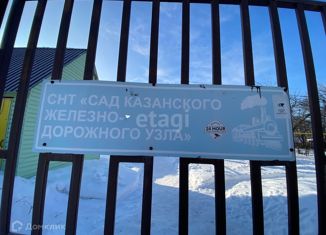 СНТ «САД КАЗАНСКОГО
ЖЕЛЕЗНО-
ДОРОЖНОГО УЗЛА»
etagi
24 HOUR
Домклик